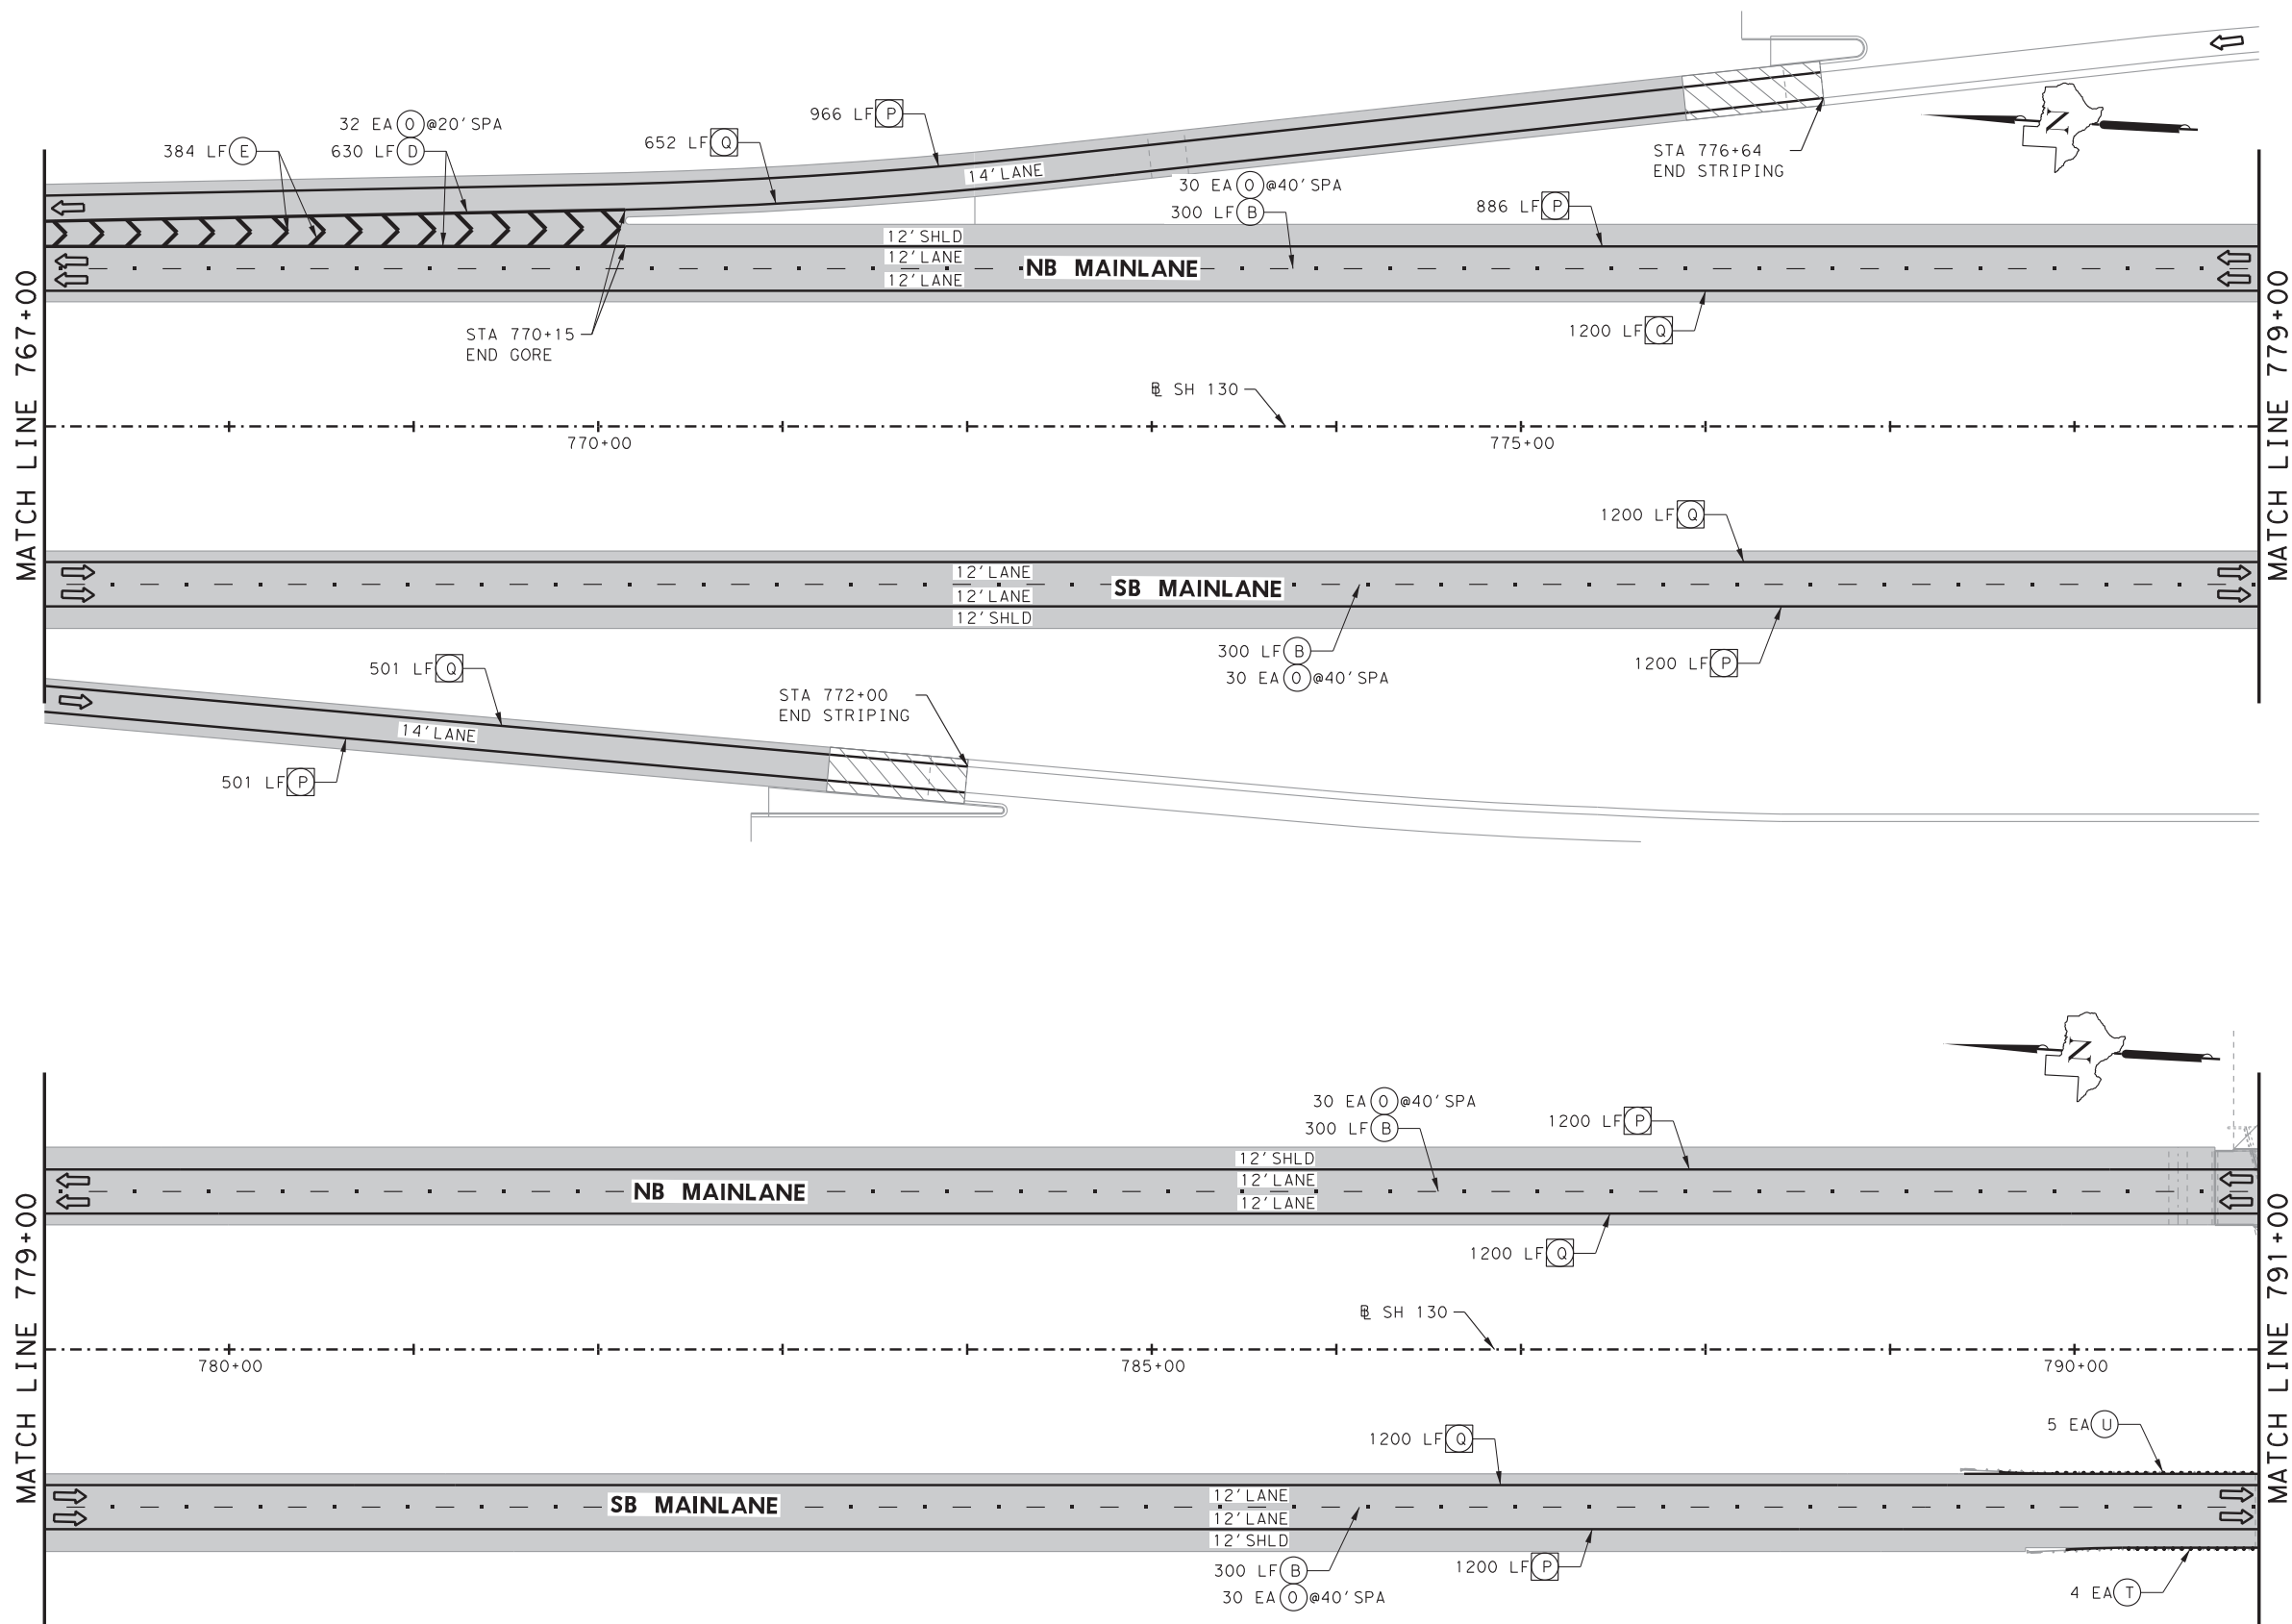 32 EA O @20' SPA
384 LF E
630 LF D
652 LF Q
966 LF P
14' LANE
30 EA O @40' SPA
300 LF B
886 LF P
STA 776+64
END STRIPING
N
12' SHLD
12' LANE
12' LANE
NB MAINLANE
STA 770+15
END GORE
1200 LF Q
MATCH LINE 767+00
MATCH LINE 779+00
BL SH 130
770+00
775+00
1200 LF Q
12' LANE
12' LANE
12' SHLD
SB MAINLANE
300 LF B
30 EA O @40' SPA
1200 LF P
501 LF Q
14' LANE
501 LF P
STA 772+00
END STRIPING
N
30 EA O @40' SPA
300 LF B
1200 LF P
12' SHLD
12' LANE
12' LANE
NB MAINLANE
1200 LF Q
MATCH LINE 779+00
MATCH LINE 791+00
BL SH 130
780+00
785+00
790+00
5 EA U
1200 LF Q
12' LANE
12' LANE
12' SHLD
SB MAINLANE
300 LF B
30 EA O @40' SPA
1200 LF P
4 EA T